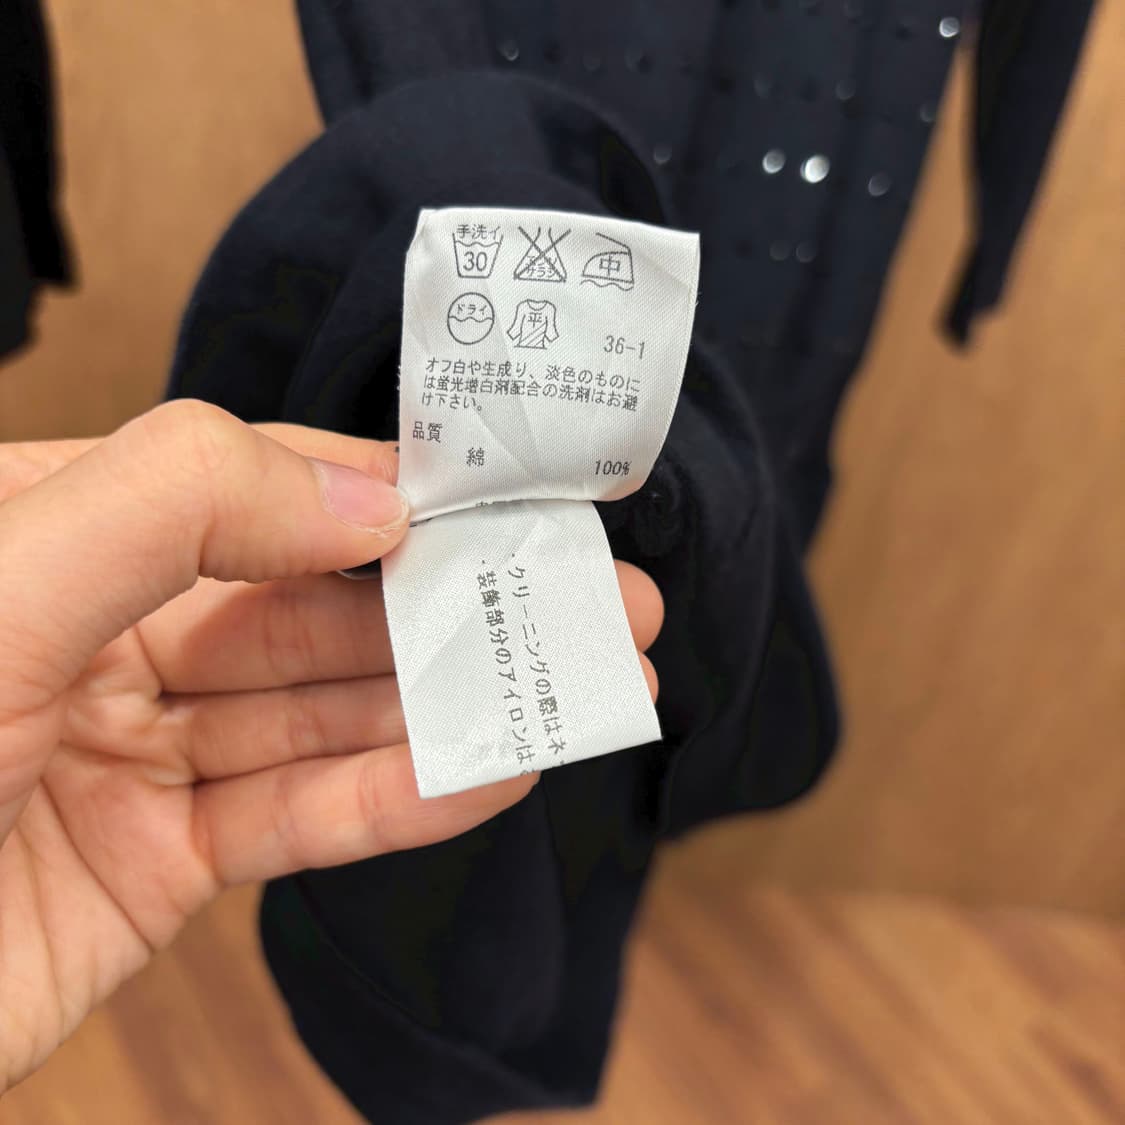 手洗イ
30
エンソ
サラシ
中
ドライ
平
36-1
オフ白や生成り、淡色のものに
は蛍光増白剤配合の洗剤はお避
け下さい。
品質
綿 100%
・クリーニングの際はネ
・装飾部分のアイロンは